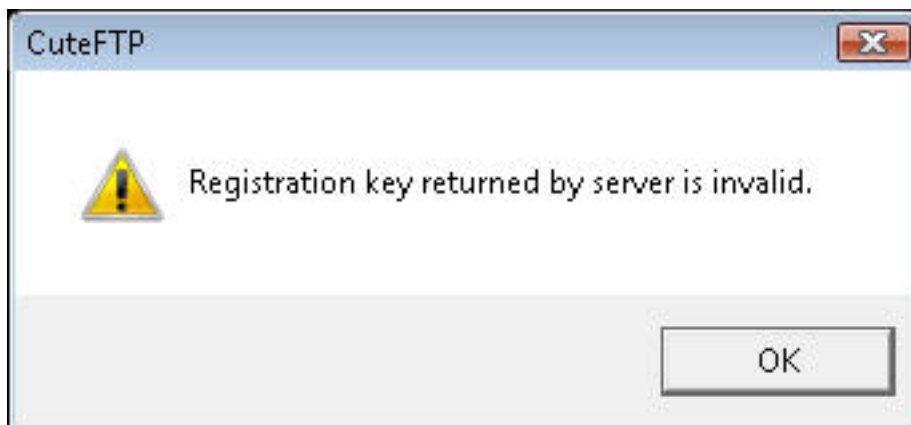 CuteFTP
Registration key returned by server is invalid.
OK